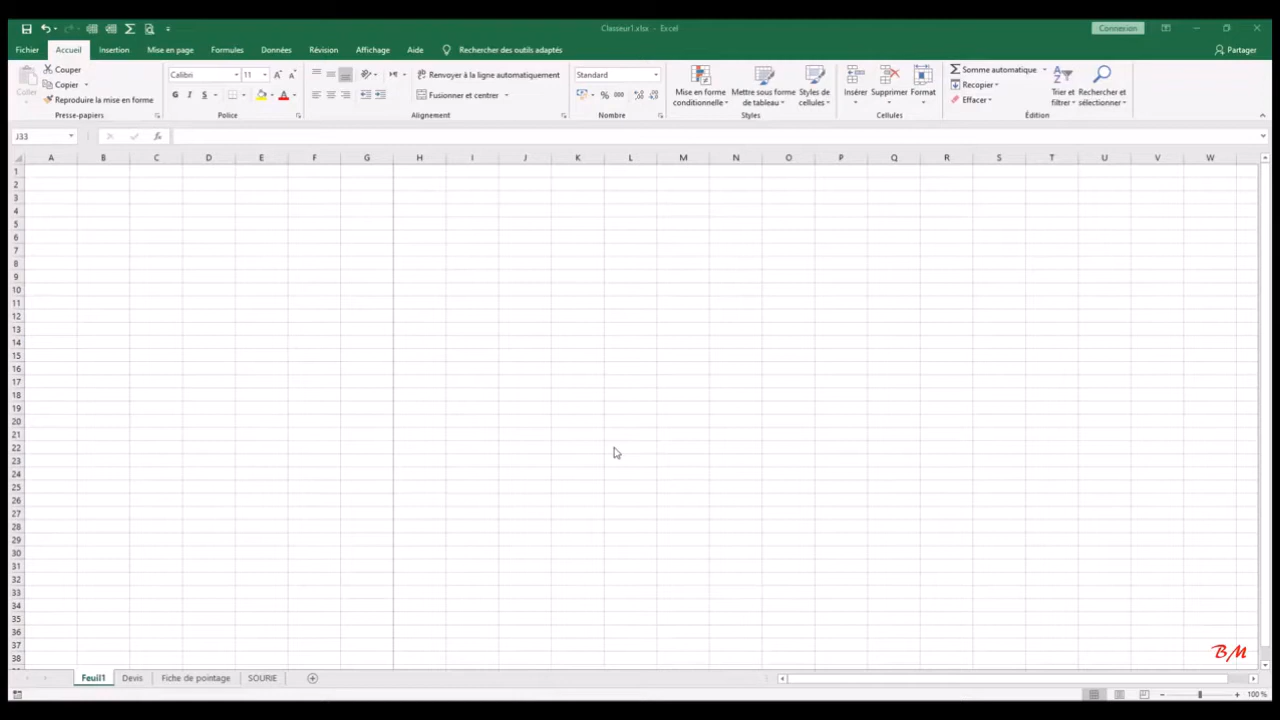 Classeur1.xlsx - Excel
Connexion
Fichier Accueil Insertion Mise en page Formules Données Révision Affichage Aide Rechercher des outils adaptés Partager
Coller
Couper
Copier
Reproduire la mise en forme
Presse-papiers
Calibri 11
G I S
Police
Renvoyer à la ligne automatiquement
Fusionner et centrer
Alignement
Standard
% 000
Nombre
Mise en forme conditionnelle
Mettre sous forme de tableau
Styles de cellules
Styles
Insérer
Supprimer
Format
Cellules
Somme automatique
Recopier
Effacer
Trier et filtrer
Rechercher et sélectionner
Édition
J33
fx
A B C D E F G H I J K L M N O P Q R S T U V W
1
2
3
4
5
6
7
8
9
10
11
12
13
14
15
16
17
18
19
20
21
22
23
24
25
26
27
28
29
30
31
32
33
34
35
36
37
38
BM
Feuil1 Devis Fiche de pointage SOURIE
100 %